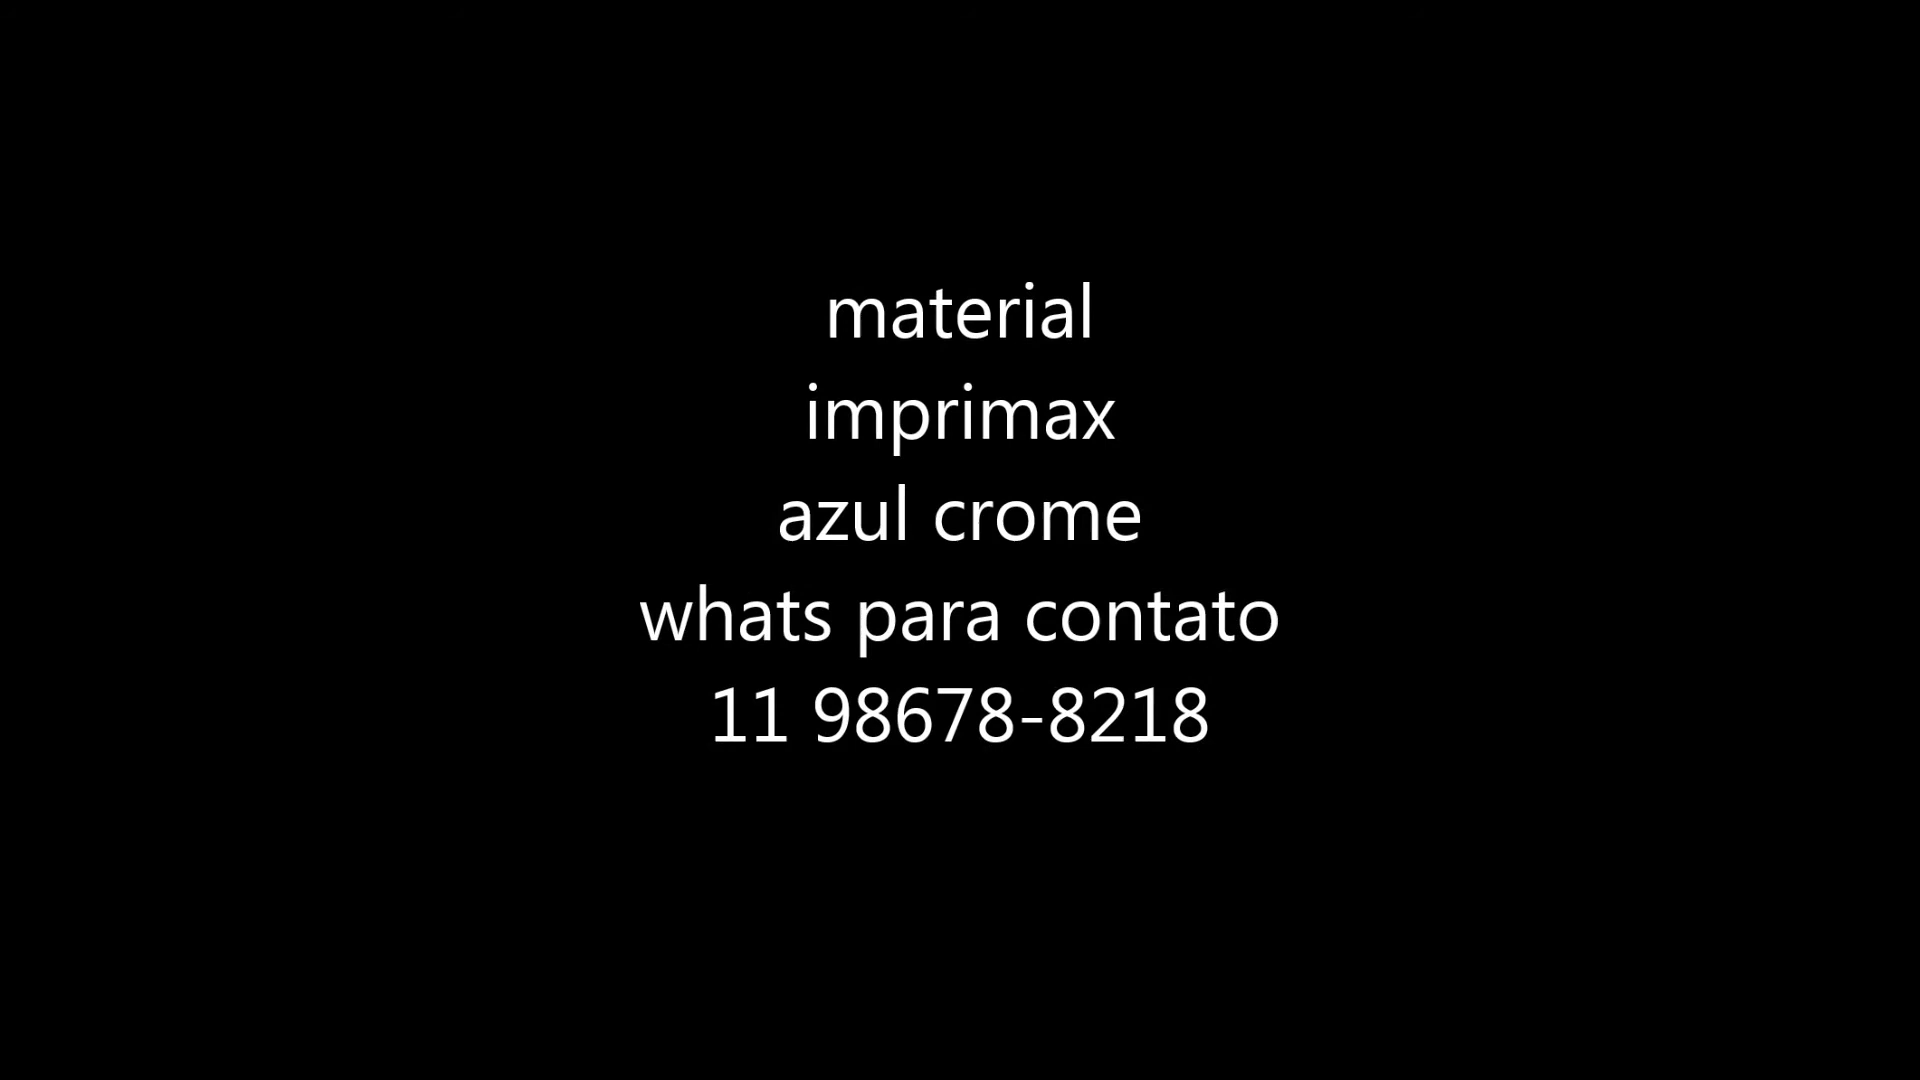 material
imprimax
azul crome
whats para contato
11 98678-8218